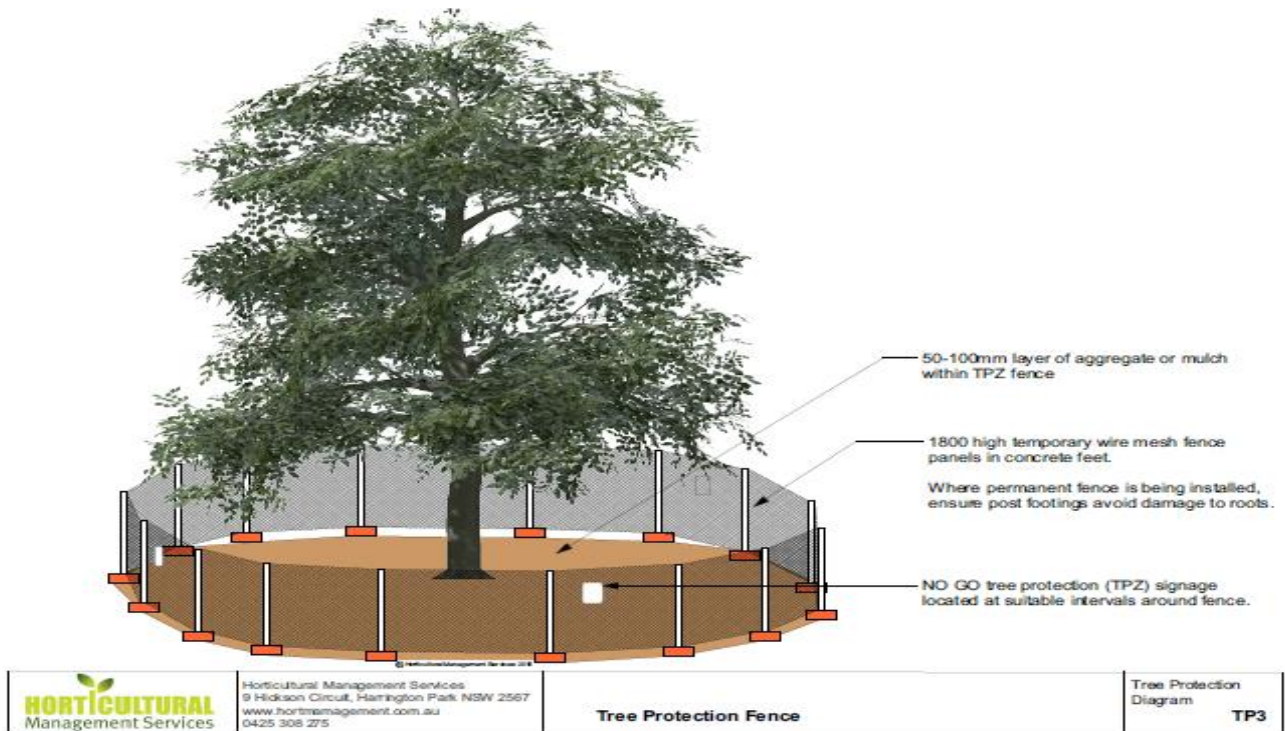 50-100mm layer of aggregate or mulch
within TPZ fence
1800 high temporary wire mesh fence
panels in concrete feet.
Where permanent fence is being installed,
ensure post footings avoid damage to roots.
NO GO tree protection (TPZ) signage
located at suitable intervals around fence.
© Horticultural Management Services
HORTICULTURAL
Management Services
Horticultural Management Services
9 Hickson Circuit, Harrington Park NSW 2567
www.hortmanagement.com.au
0425 308 275
Tree Protection Fence
Tree Protection
Diagram
TP3